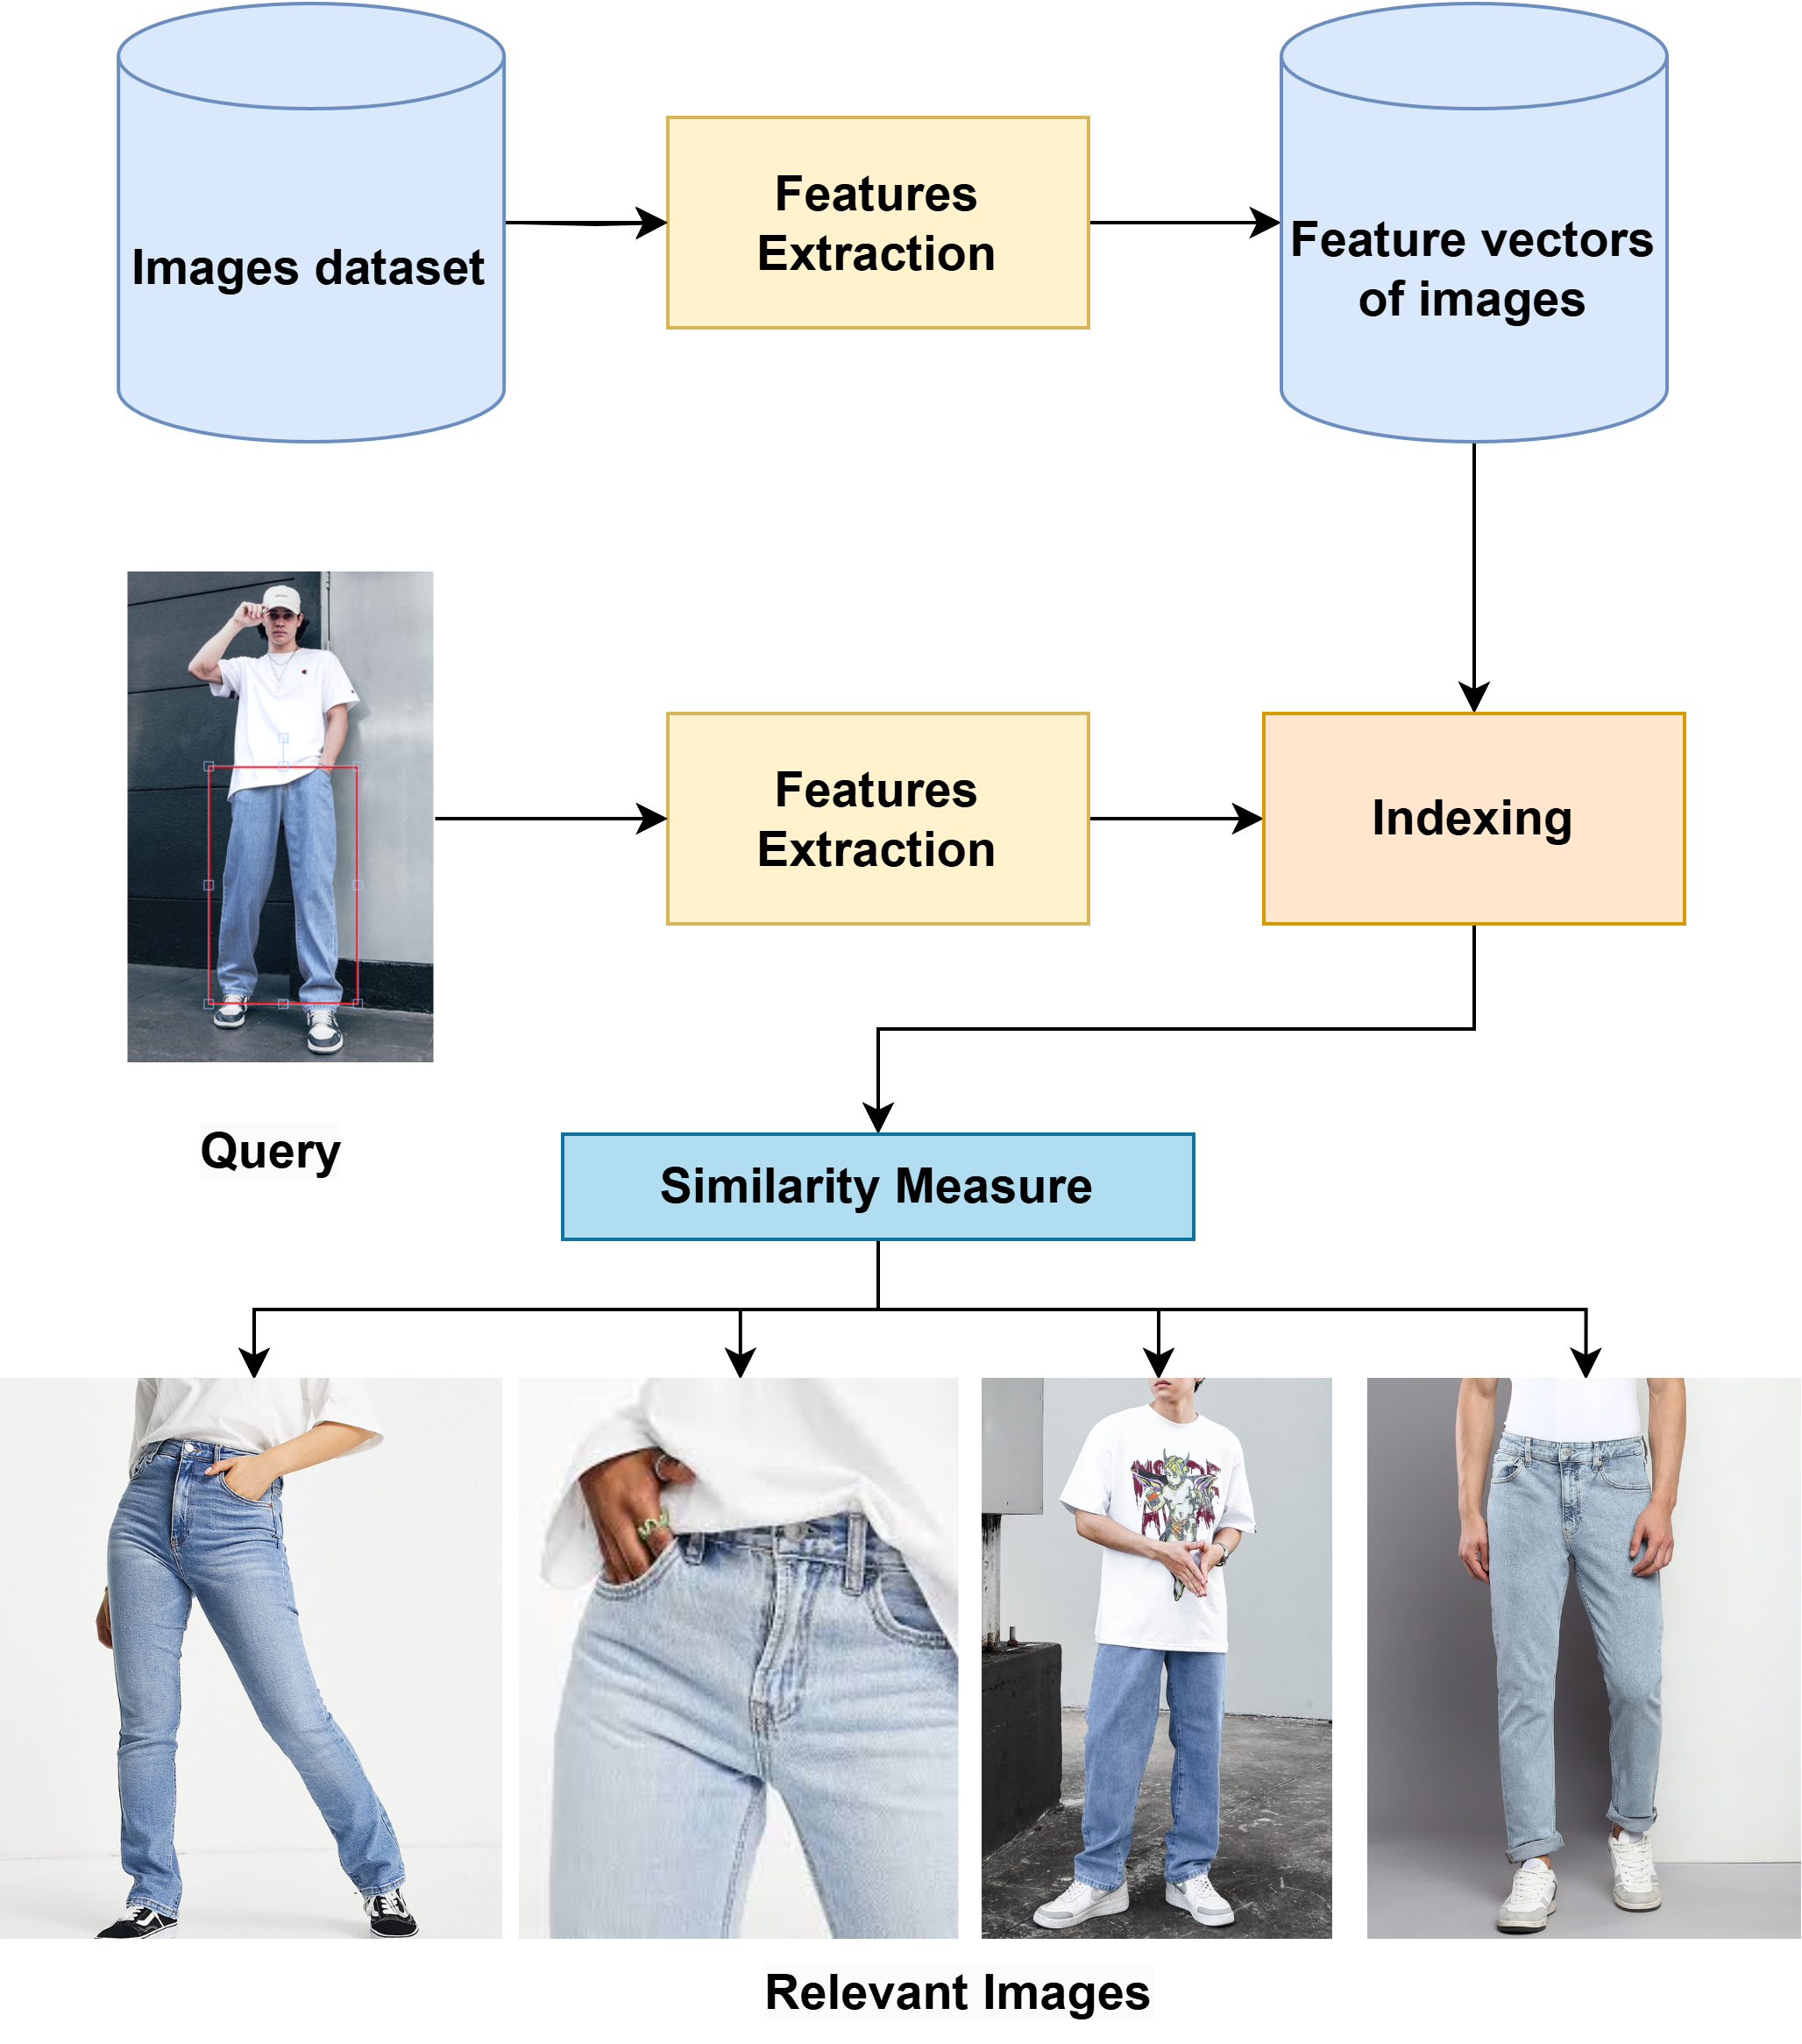 Images dataset
Features
Extraction
Feature vectors
of images
Features
Extraction
Indexing
Query
Similarity Measure
Relevant Images